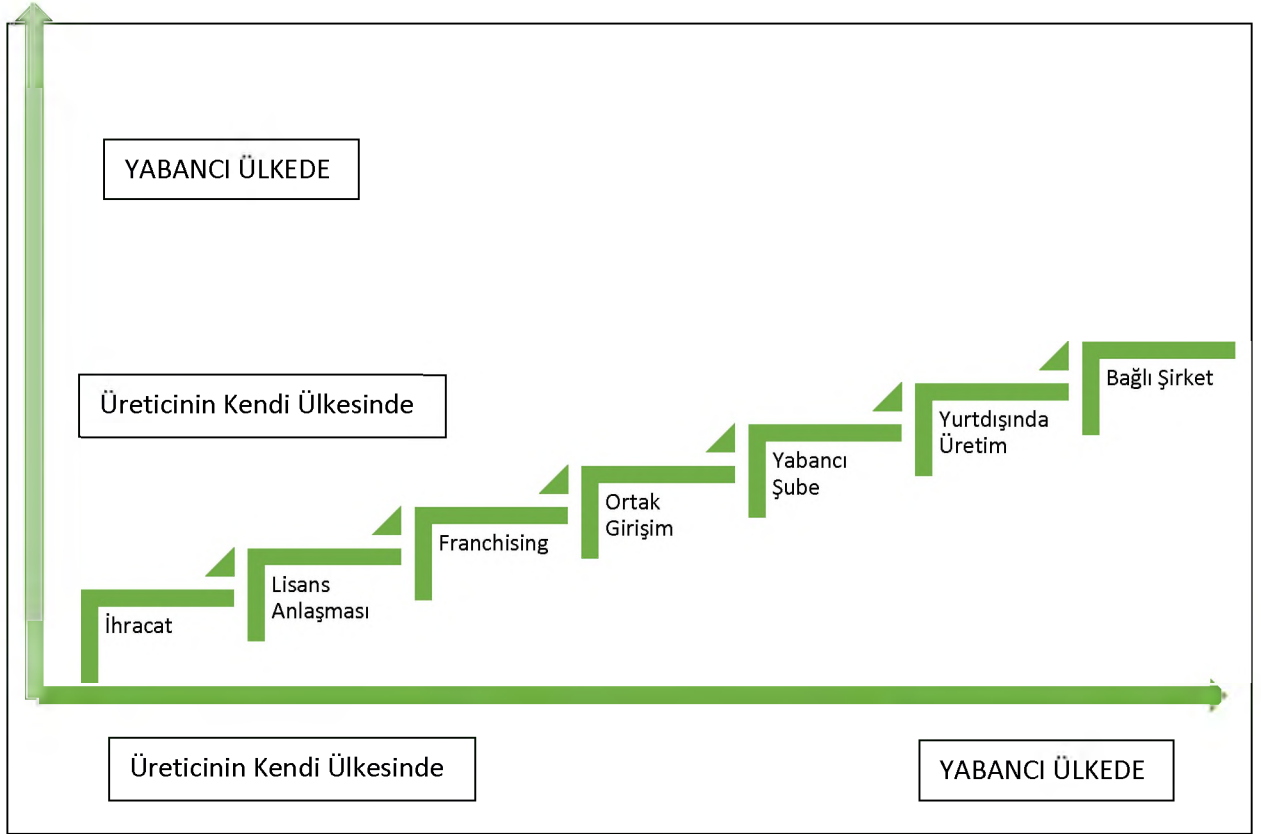 YABANCI ÜLKEDE
Üreticinin Kendi Ülkesinde
Bağlı Şirket
Yurtdışında
Üretim
Yabancı
Şube
Ortak
Girişim
Franchising
Lisans
Anlaşması
İhracat
Üreticinin Kendi Ülkesinde
YABANCI ÜLKEDE